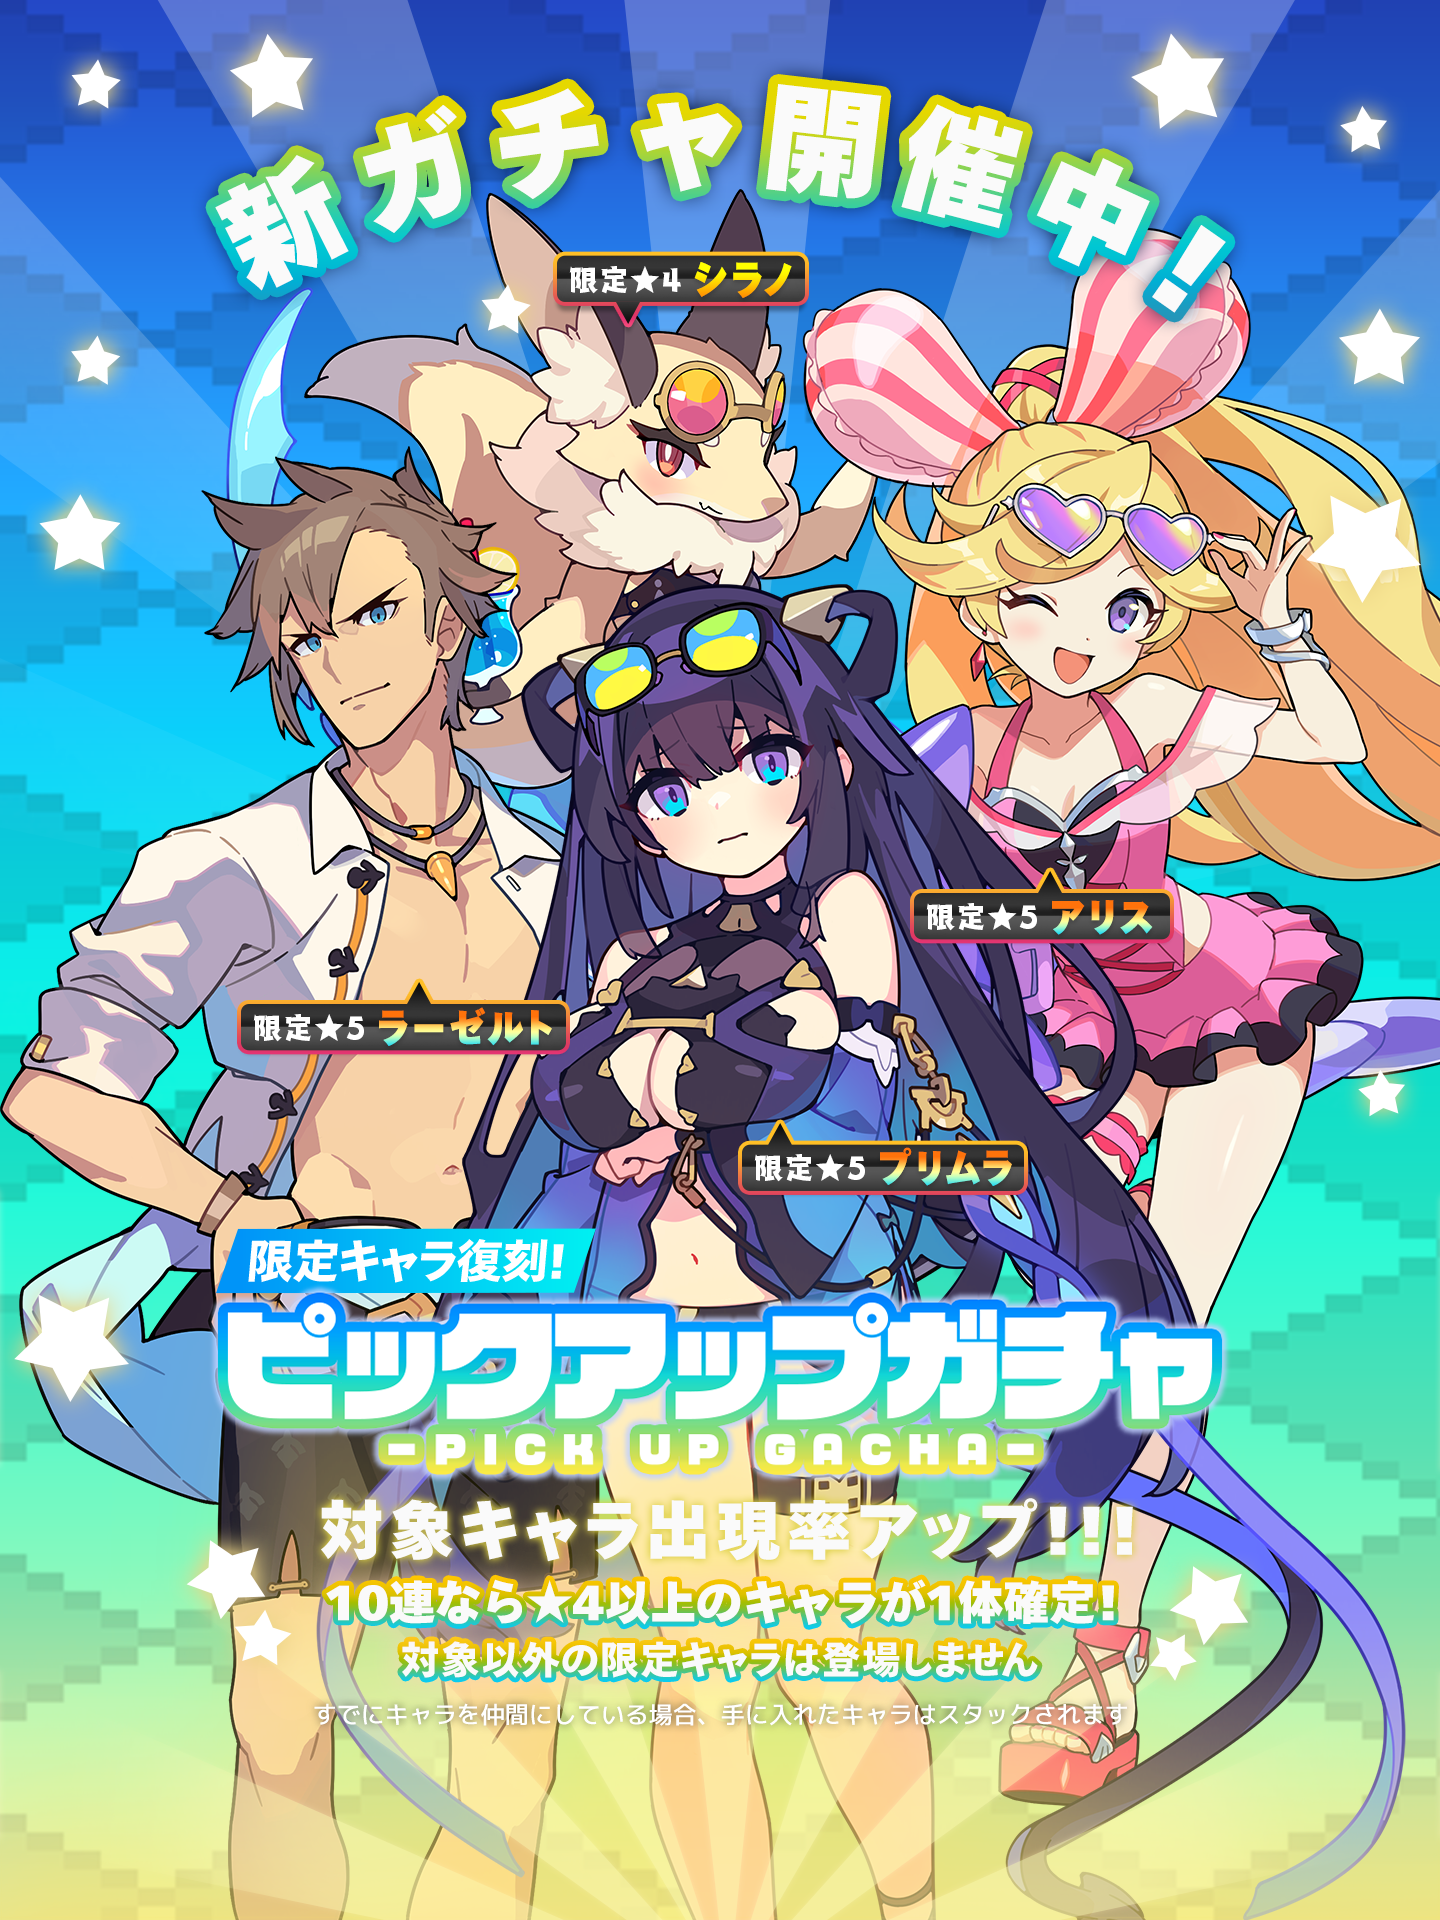 新ガチャ開催中!
限定★4 シラノ
限定★5 アリス
限定★5 ラーゼルト
限定★5 プリムラ
限定キャラ復刻!
ピックアップガチャ
-PICK UP GACHA-
対象キャラ出現率アップ!!!
10連なら★4以上のキャラが1体確定!
対象以外の限定キャラは登場しません
すでにキャラを仲間にしている場合、手に入れたキャラはスタックされます